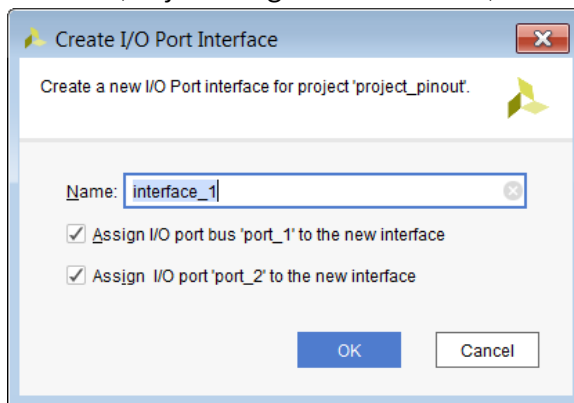 Create I/O Port Interface
Create a new I/O Port interface for project 'project_pinout'.
Name: interface_1
Assign I/O port bus 'port_1' to the new interface
Assign I/O port 'port_2' to the new interface
OK Cancel